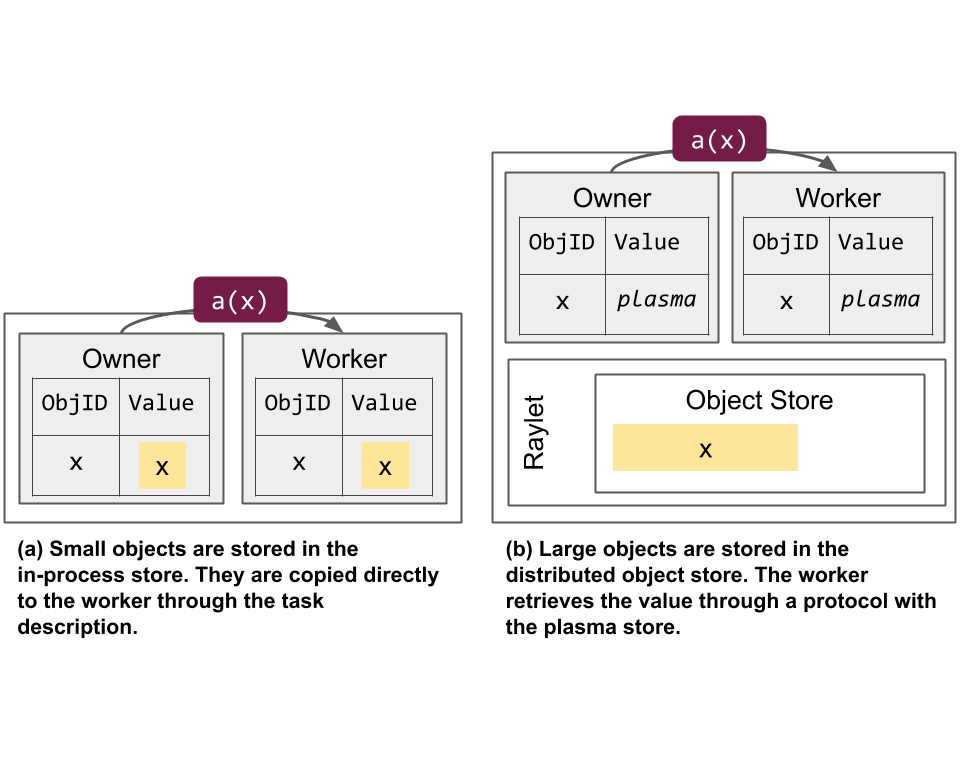 a(x)
Owner
Worker
ObjID Value
ObjID Value
x x
x x
(a) Small objects are stored in the
in-process store. They are copied directly
to the worker through the task
description.
a(x)
Owner
Worker
ObjID Value
ObjID Value
x plasma
x plasma
Raylet
Object Store
x
(b) Large objects are stored in the
distributed object store. The worker
retrieves the value through a protocol with
the plasma store.